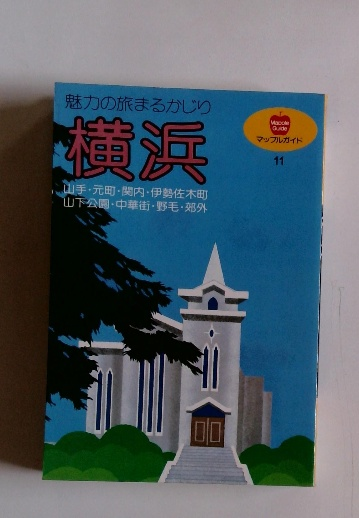 魅力の旅まるかじり
横浜
山手・元町・関内・伊勢佐木町
山下公園・中華街・野毛・郊外
Mapple
Guide
マップルガイド
11